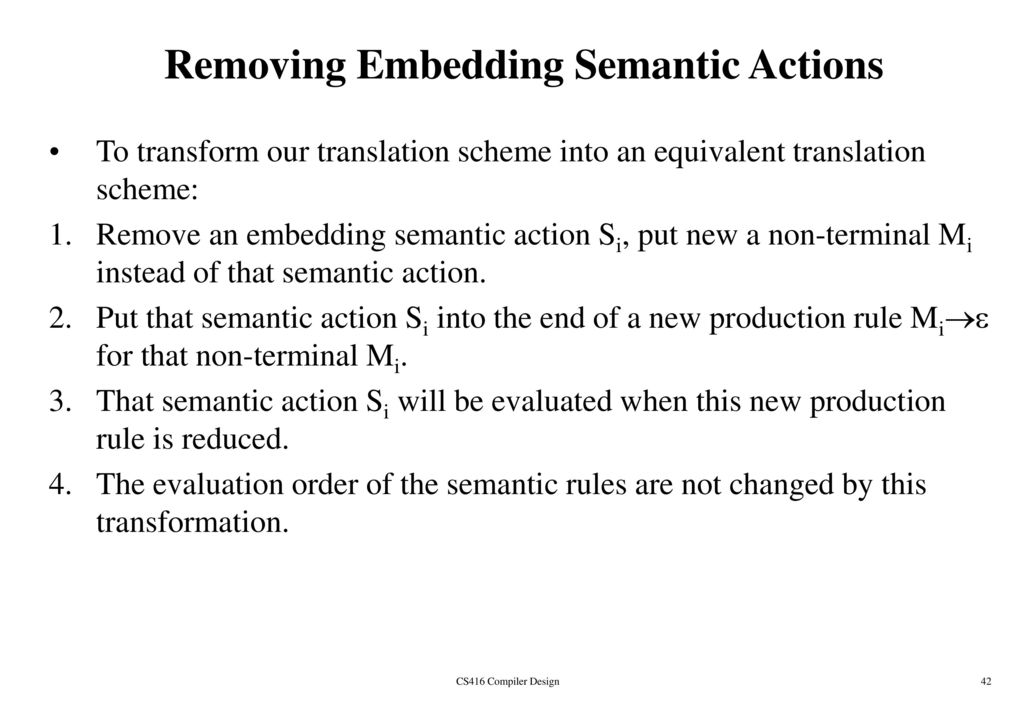 Removing Embedding Semantic Actions
• To transform our translation scheme into an equivalent translation
scheme:
1. Remove an embedding semantic action Sᵢ, put new a non-terminal Mᵢ
instead of that semantic action.
2. Put that semantic action Sᵢ into the end of a new production rule Mᵢ→ε
for that non-terminal Mᵢ.
3. That semantic action Sᵢ will be evaluated when this new production
rule is reduced.
4. The evaluation order of the semantic rules are not changed by this
transformation.
CS416 Compiler Design
42